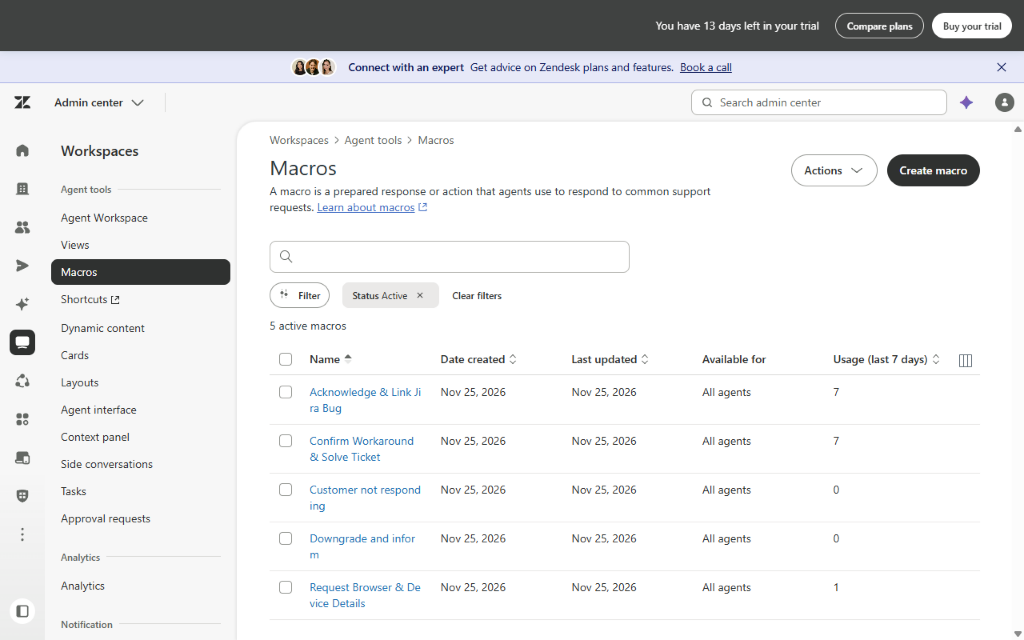 You have 13 days left in your trial
Compare plans
Buy your trial
Connect with an expert Get advice on Zendesk plans and features. Book a call
Admin center
Search admin center
Workspaces
Agent tools
Agent Workspace
Views
Macros
Shortcuts
Dynamic content
Cards
Layouts
Agent interface
Context panel
Side conversations
Tasks
Approval requests
Analytics
Analytics
Notification
Workspaces > Agent tools > Macros
Macros
A macro is a prepared response or action that agents use to respond to common support
requests. Learn about macros
Actions
Create macro
Filter
Status Active
Clear filters
5 active macros
Name Date created Last updated Available for Usage (last 7 days)
Acknowledge & Link Ji Nov 25, 2026 Nov 25, 2026 All agents 7
ra Bug
Confirm Workaround Nov 25, 2026 Nov 25, 2026 All agents 7
& Solve Ticket
Customer not respond Nov 25, 2026 Nov 25, 2026 All agents 0
ing
Downgrade and infor Nov 25, 2026 Nov 25, 2026 All agents 0
m
Request Browser & De Nov 25, 2026 Nov 25, 2026 All agents 1
vice Details